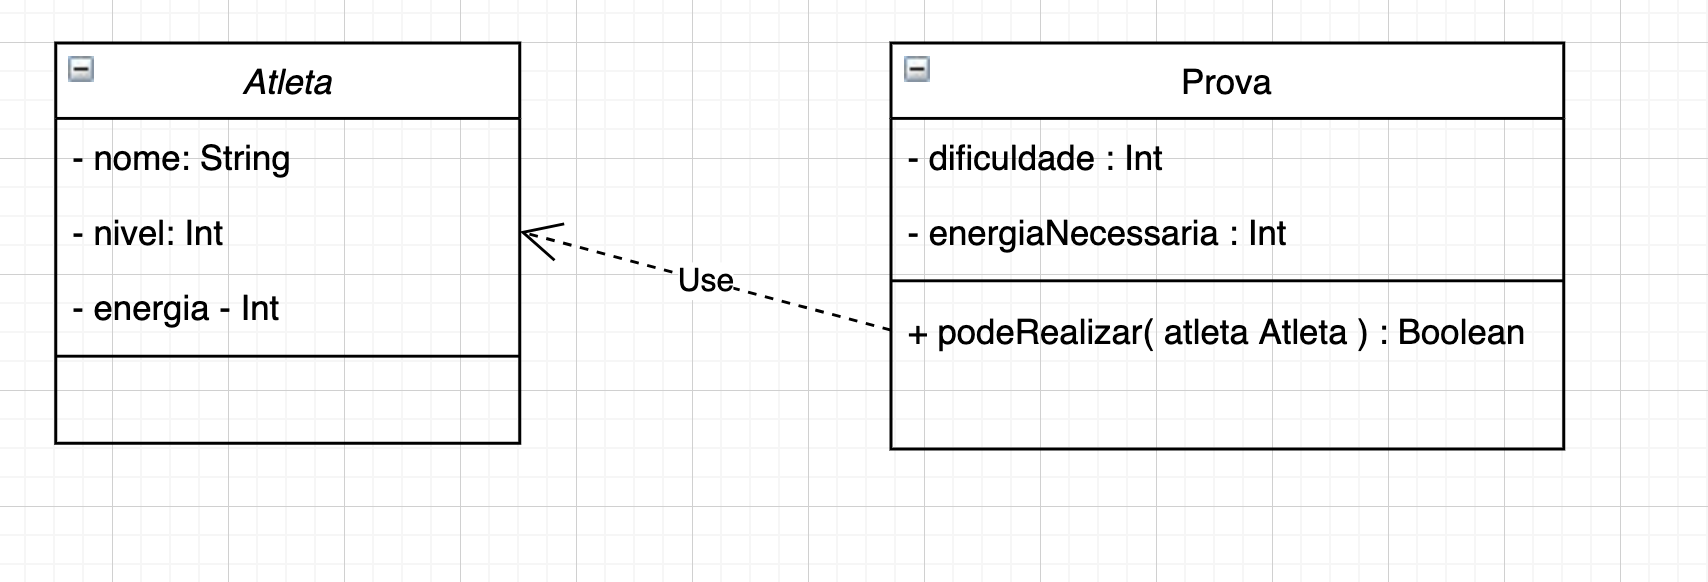 Atleta
- nome: String
- nivel: Int
- energia - Int
Use
Prova
- dificuldade : Int
- energiaNecessaria : Int
+ podeRealizar( atleta Atleta ) : Boolean